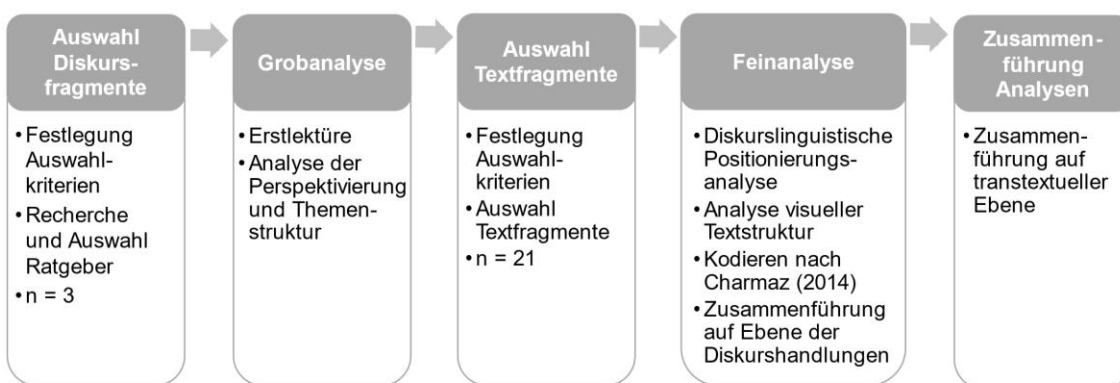 Auswahl
Diskurs-
fragmente
• Festlegung
Auswahl-
kriterien
• Recherche
und Auswahl
Ratgeber
• n = 3
Grobanalyse
• Erstlektüre
• Analyse der
Perspektivierung
und Themen-
struktur
Auswahl
Textfragmente
• Festlegung
Auswahl-
kriterien
• Auswahl
Textfragmente
• n = 21
Feinanalyse
• Diskurslinguistische
Positionierungs-
analyse
• Analyse visueller
Textstruktur
• Kodieren nach
Charmaz (2014)
• Zusammenführung
auf Ebene der
Diskurshandlungen
Zusammen-
führung
Analysen
• Zusammen-
führung auf
transtextueller
Ebene